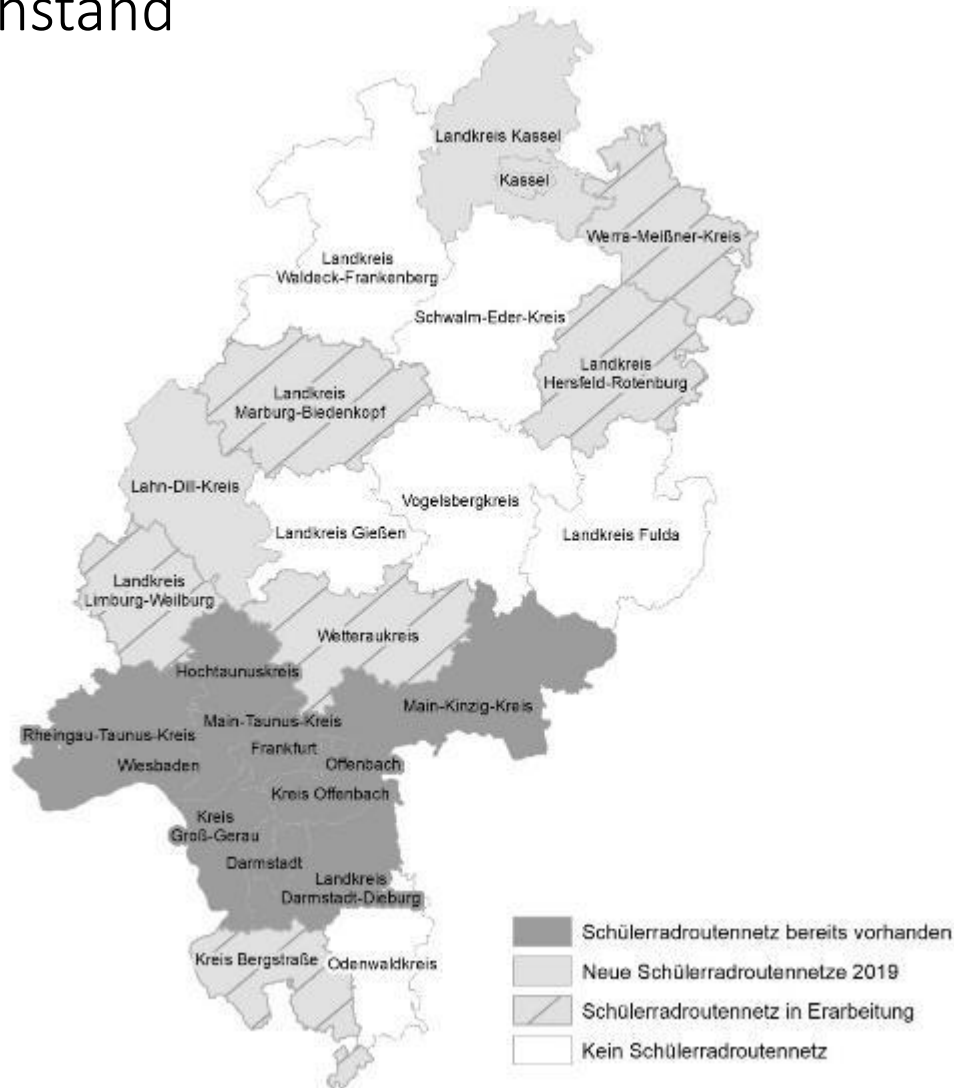 nstand
Landkreis Kassel
Kassel
Werra-Meißner-Kreis
Landkreis
Waldeck-Frankenberg
Schwalm-Eder-Kreis
Landkreis
Hersfeld-Rotenburg
Landkreis
Marburg-Biedenkopf
Lahn-Dill-Kreis
Vogelsbergkreis
Landkreis Gießen
Landkreis Fulda
Landkreis
Limburg-Weilburg
Wetteraukreis
Hochtaunuskreis
Main-Kinzig-Kreis
Main-Taunus-Kreis
Rheingau-Taunus-Kreis
Frankfurt
Wiesbaden
Offenbach
Kreis Offenbach
Kreis
Groß-Gerau
Darmstadt
Landkreis
Darmstadt-Dieburg
Kreis Bergstraße
Odenwaldkreis
Schülerradroutennetz bereits vorhanden
Neue Schülerradroutennetze 2019
Schülerradroutennetz in Erarbeitung
Kein Schülerradroutennetz